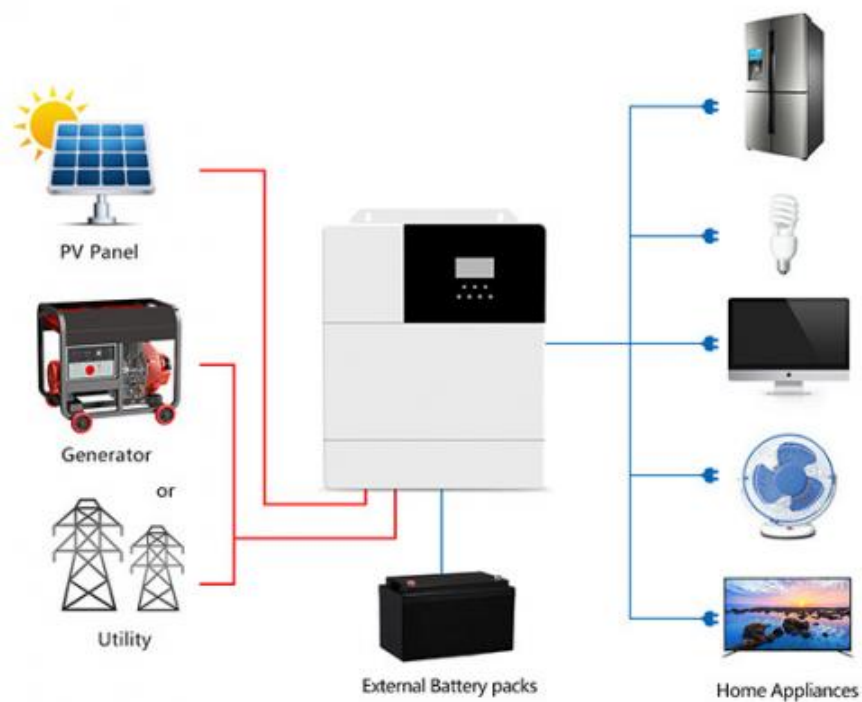 PV Panel
Generator
or
Utility
External Battery packs
Home Appliances